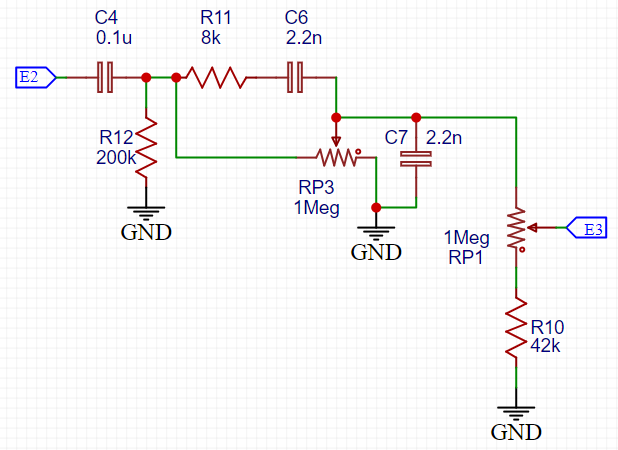 C4
0.1u
R11
8k
C6
2.2n
E2
R12
200k
C7 2.2n
RP3
1Meg
GND
GND
1Meg
RP1
E3
R10
42k
GND